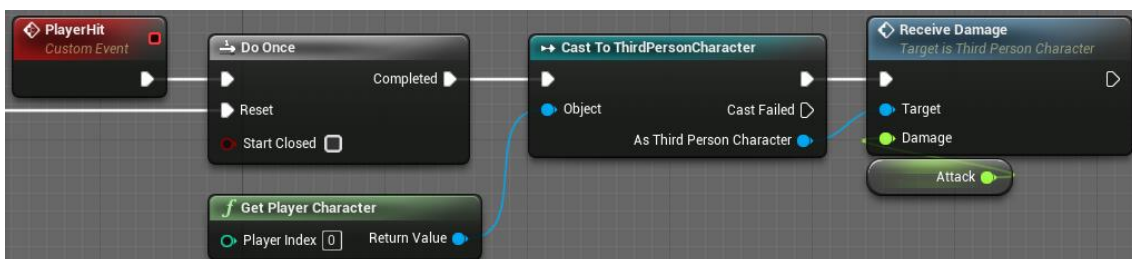 PlayerHit
Custom Event
Do Once
Completed
Reset
Start Closed
Get Player Character
Player Index 0
Return Value
Cast To ThirdPersonCharacter
Object
Cast Failed
As Third Person Character
Receive Damage
Target is Third Person Character
Target
Damage
Attack